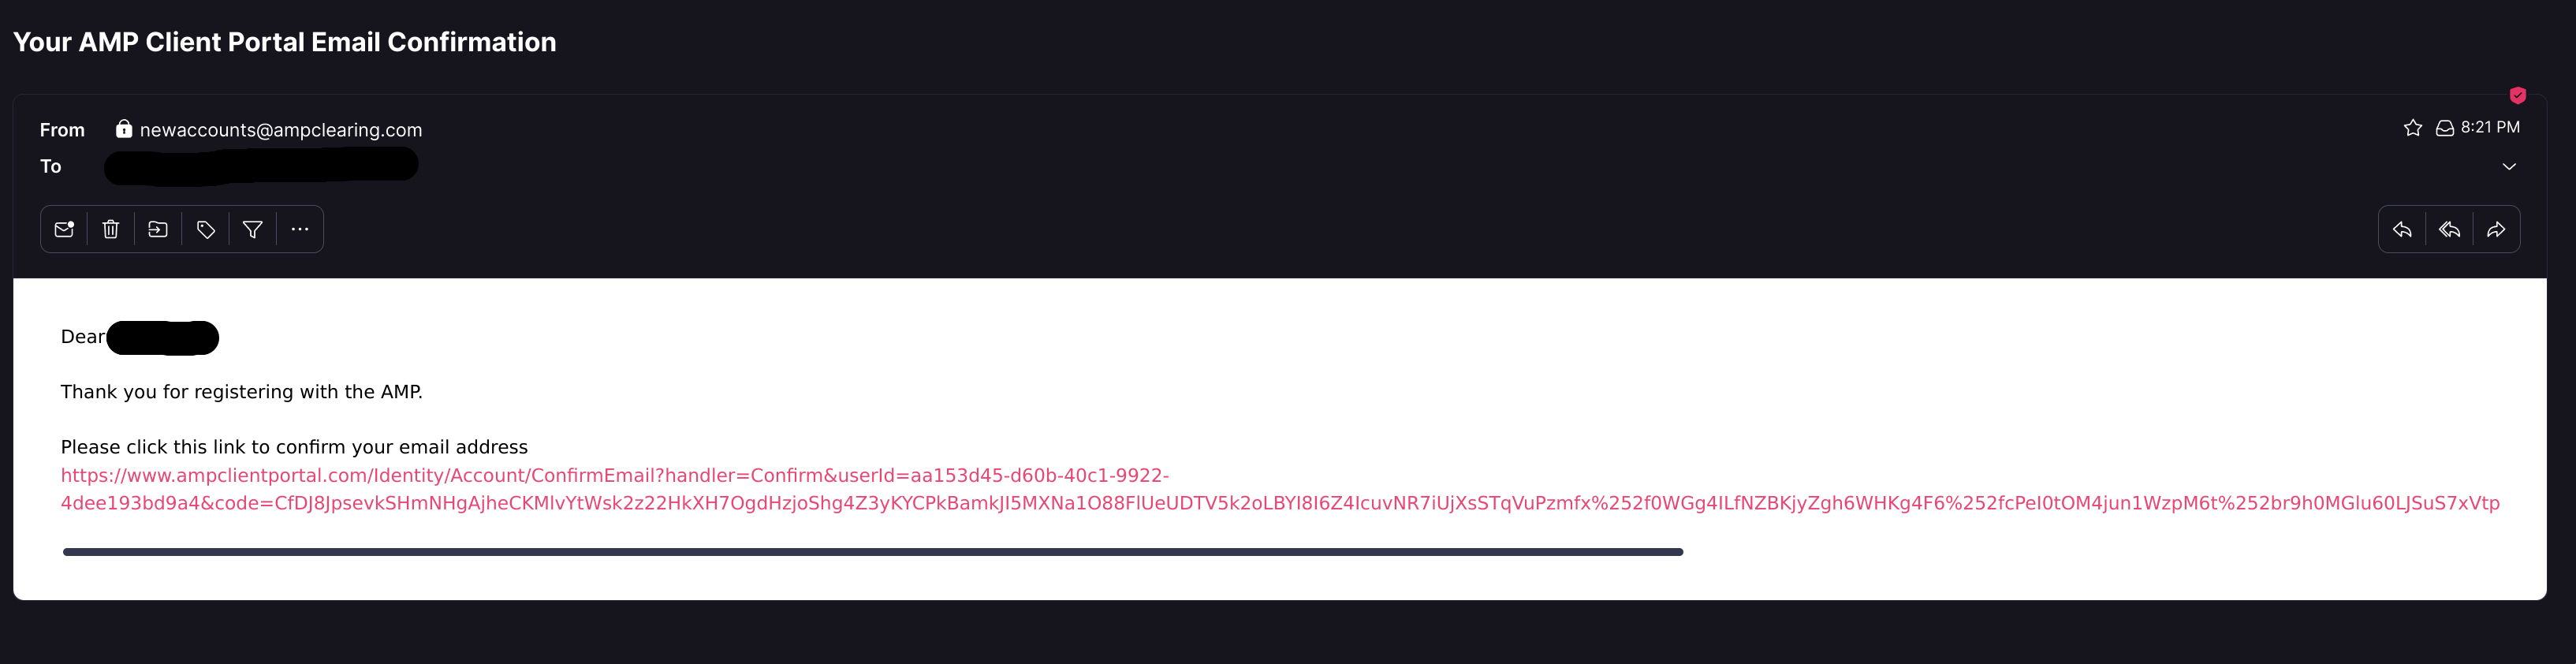 Your AMP Client Portal Email Confirmation
From newaccounts@ampclearing.com
8:21 PM
To
Dear
Thank you for registering with the AMP.
Please click this link to confirm your email address
https://www.ampclientportal.com/Identity/Account/ConfirmEmail?handler=Confirm&userId=aa153d45-d60b-40c1-9922-
4dee193bd9a4&code=CfDJ8JpsevkSHmNHgAjheCKMlvYtWsk2z22HkXH7OgdHzjoShg4Z3yKYCPkBamkJI5MXNa1O88FlUeUDTV5k2oLBYI8I6Z4IcuvNR7iUjXsSTqVuPzmfx%252f0WGg4ILfNZBKjyZgh6WHKg4F6%252fcPeI0tOM4jun1WzpM6t%252br9h0MGlu60LJSuS7xVtp